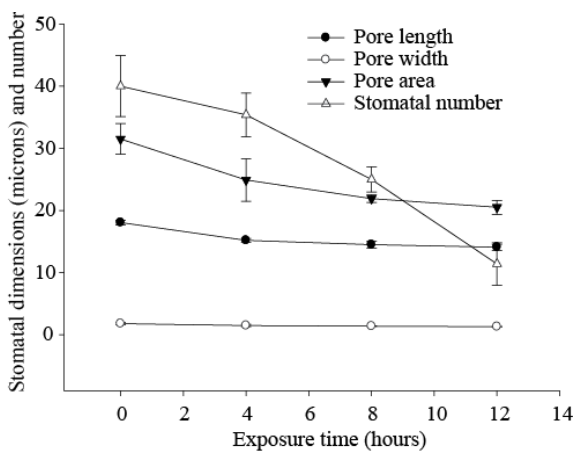 Stomatal dimensions (microns) and number
50
40
30
20
10
0
Pore length
Pore width
Pore area
Stomatal number
0 2 4 6 8 10 12 14
Exposure time (hours)